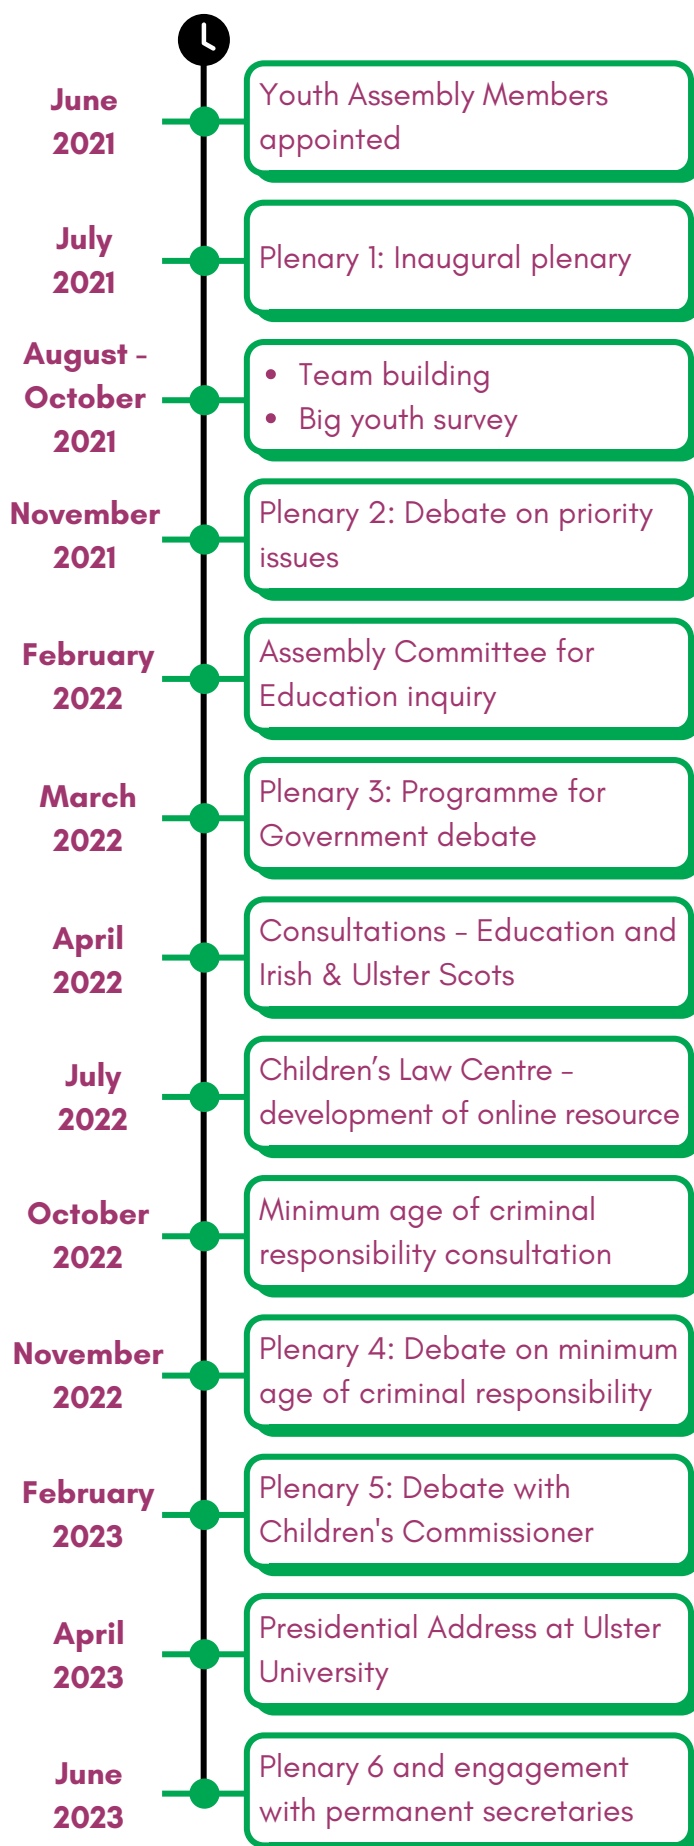 June
2021
Youth Assembly Members
appointed
July
2021
Plenary 1: Inaugural plenary
August -
October
2021
• Team building
• Big youth survey
November
2021
Plenary 2: Debate on priority
issues
February
2022
Assembly Committee for
Education inquiry
March
2022
Plenary 3: Programme for
Government debate
April
2022
Consultations - Education and
Irish & Ulster Scots
July
2022
Children’s Law Centre -
development of online resource
October
2022
Minimum age of criminal
responsibility consultation
November
2022
Plenary 4: Debate on minimum
age of criminal responsibility
February
2023
Plenary 5: Debate with
Children's Commissioner
April
2023
Presidential Address at Ulster
University
June
2023
Plenary 6 and engagement
with permanent secretaries